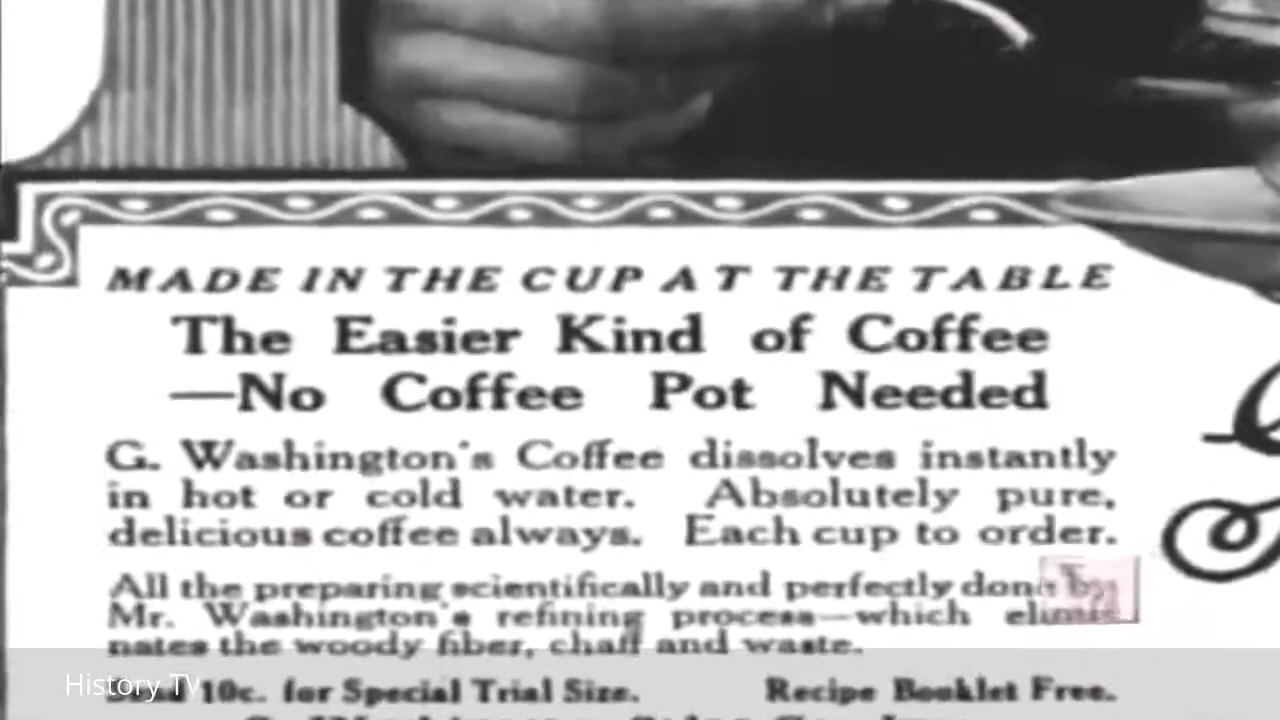 MADE IN THE CUP AT THE TABLE
The Easier Kind of Coffee
—No Coffee Pot Needed
G. Washington's Coffee dissolves instantly
in hot or cold water. Absolutely pure,
delicious coffee always. Each cup to order.
All the preparing scientifically and perfectly done by
Mr. Washington's refining process—which elimi-
nates the woody fiber, chaff and waste.
Send 10c. for Special Trial Size. Recipe Booklet Free.
History TV